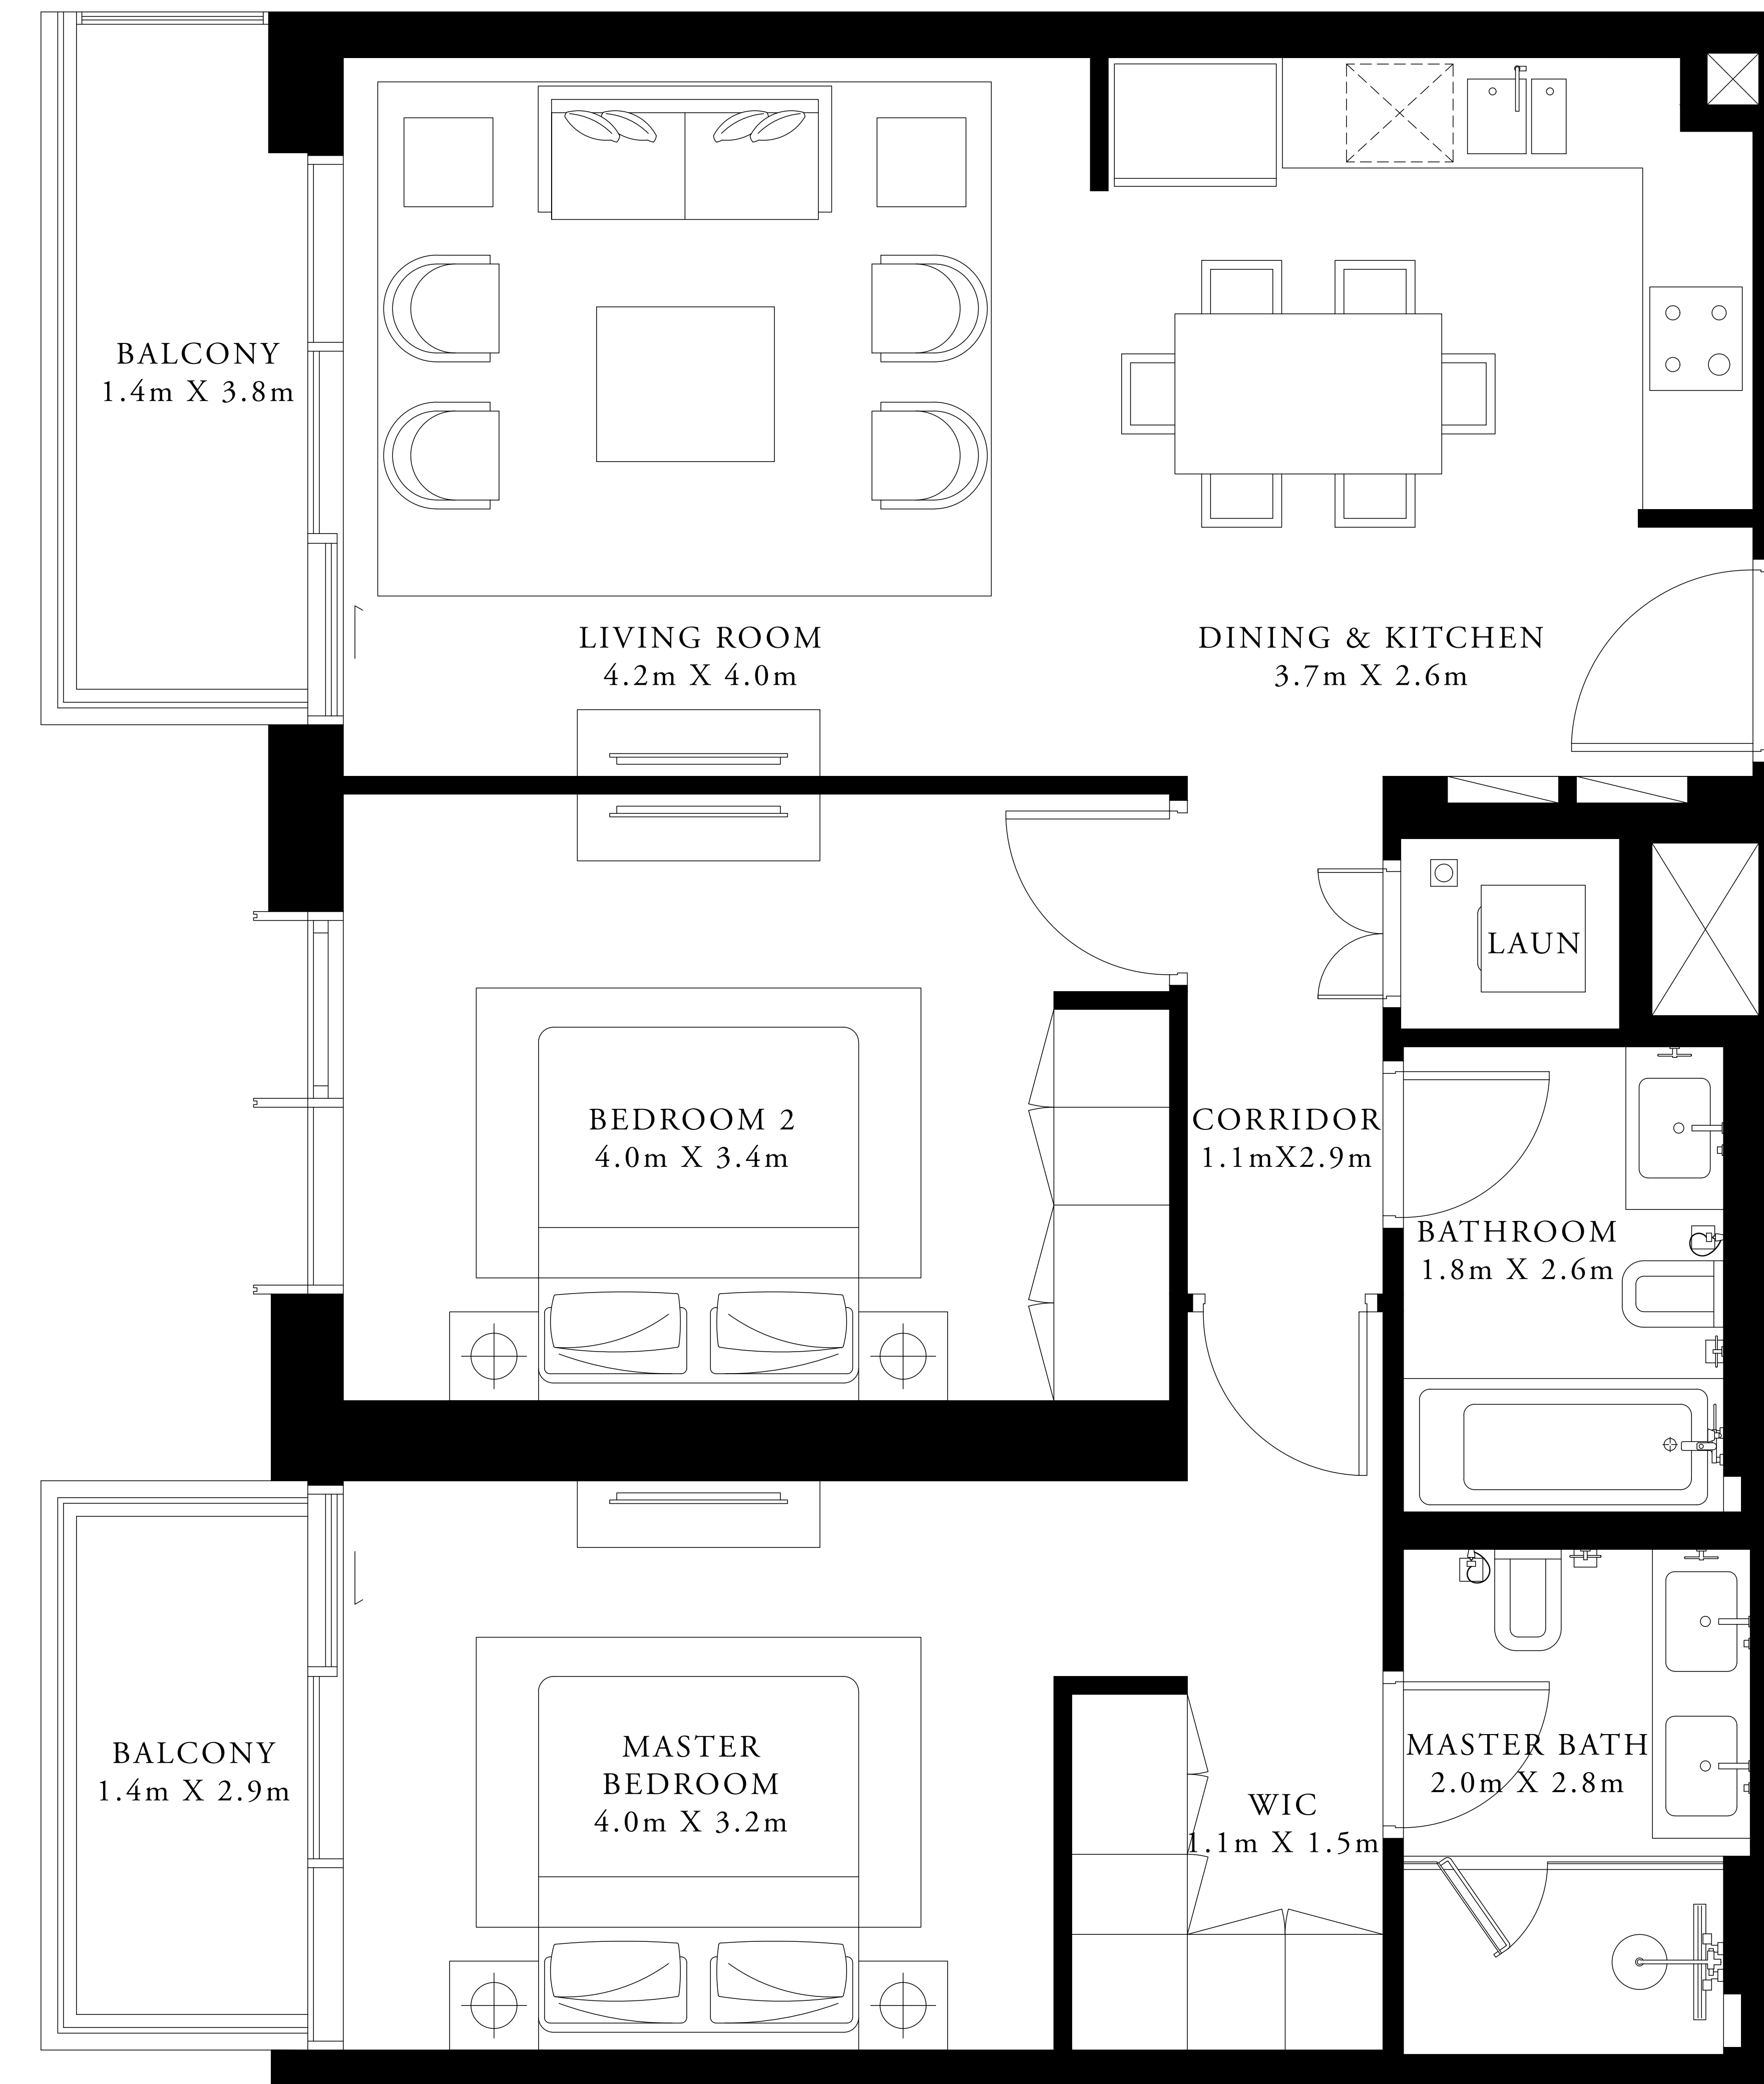 BALCONY
1.4m X 3.8m
LIVING ROOM
4.2m X 4.0m
DINING & KITCHEN
3.7m X 2.6m
LAUN
BEDROOM 2
4.0m X 3.4m
CORRIDOR
1.1mX2.9m
BATHROOM
1.8m X 2.6m
BALCONY
1.4m X 2.9m
MASTER
BEDROOM
4.0m X 3.2m
WIC
1.1m X 1.5m
MASTER BATH
2.0m X 2.8m